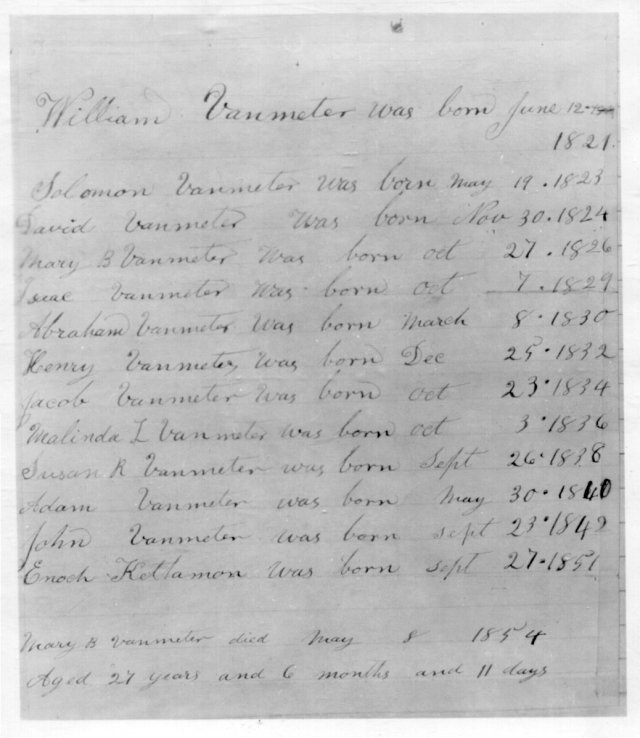 William Vanmeter was born June 12
1821.
Solomon Vanmeter was born May 19. 1823
David Vanmeter was born Nov 30. 1824
Mary B Vanmeter was born oct 27. 1826
Isaac Vanmeter was born oct 7. 1829
Abraham Vanmeter was born march 8. 1830
Henry Vanmeter was born Dec 25. 1832
Jacob Vanmeter was born oct 23. 1834
Malinda L Vanmeter was born oct 3. 1836
Susan R Vanmeter was born Sept 26. 1838
Adam Vanmeter was born may 30. 1840
John Vanmeter was born sept 23. 1842
Enoch Ketlamon was born sept 27. 1851
Mary B Vanmeter died may 8 1854
Aged 27 years and 6 months and 11 days